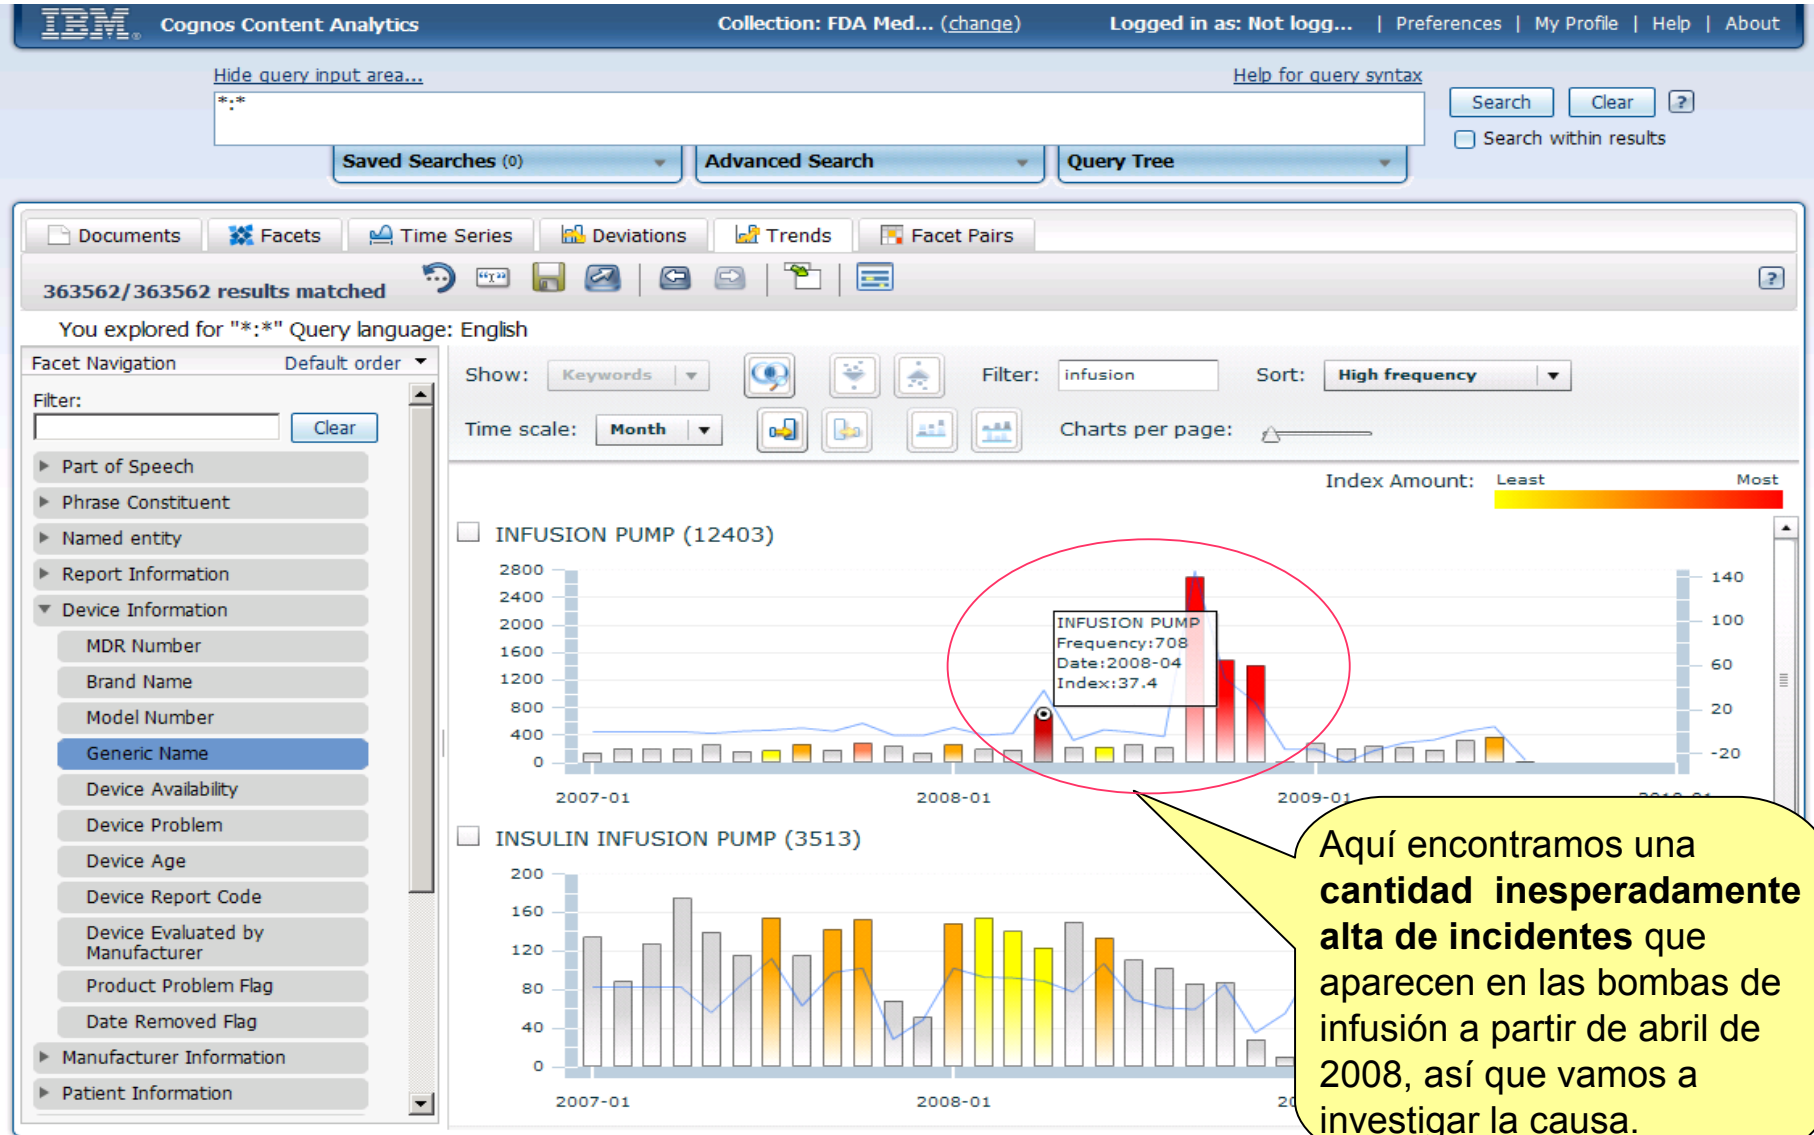 IBM® Cognos Content Analytics Collection: FDA Med... (change) Logged in as: Not logg... | Preferences | My Profile | Help | About
Hide query input area... Help for query syntax
*:*
Search Clear ?
Search within results
Saved Searches (0) Advanced Search Query Tree
Documents Facets Time Series Deviations Trends Facet Pairs
363562/363562 results matched ?
You explored for "*:*" Query language: English
Facet Navigation Default order
Filter:
Clear
Part of Speech
Phrase Constituent
Named entity
Report Information
Device Information
MDR Number
Brand Name
Model Number
Generic Name
Device Availability
Device Problem
Device Age
Device Report Code
Device Evaluated by
Manufacturer
Product Problem Flag
Date Removed Flag
Manufacturer Information
Patient Information
Show: Keywords Filter: infusion Sort: High frequency
Time scale: Month Charts per page:
Index Amount: Least Most
INFUSION PUMP (12403)
2800
2400
2000
1600
1200
800
400
0
140
100
60
20
-20
INFUSION PUMP
Frequency:708
Date:2008-04
Index:37.4
2007-01 2008-01 2009-01
INSULIN INFUSION PUMP (3513)
200
160
120
80
40
0
2007-01 2008-01 20
Aquí encontramos una
cantidad inesperadamente
alta de incidentes que
aparecen en las bombas de
infusión a partir de abril de
2008, así que vamos a
investigar la causa.